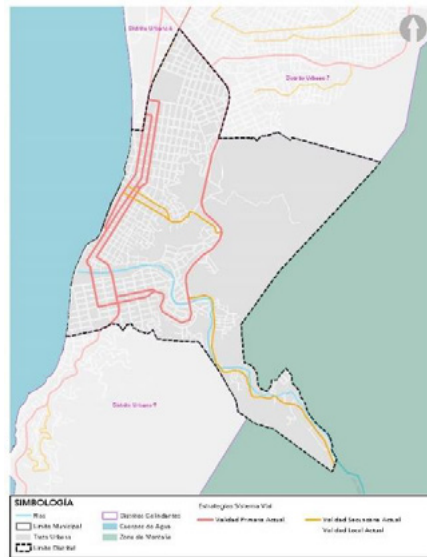 Distrito Urbano 6
Distrito Urbano 7
Distrito Urbano 9
SIMBOLOGÍA
Ríos
Límite Municipal
Traza Urbana
Límite Distrital
Distritos Colindantes
Cuerpos de Agua
Zona de Montaña
Estrategias Sistema Vial
Vialidad Primaria Actual
Vialidad Secundaria Actual
Vialidad Local Actual